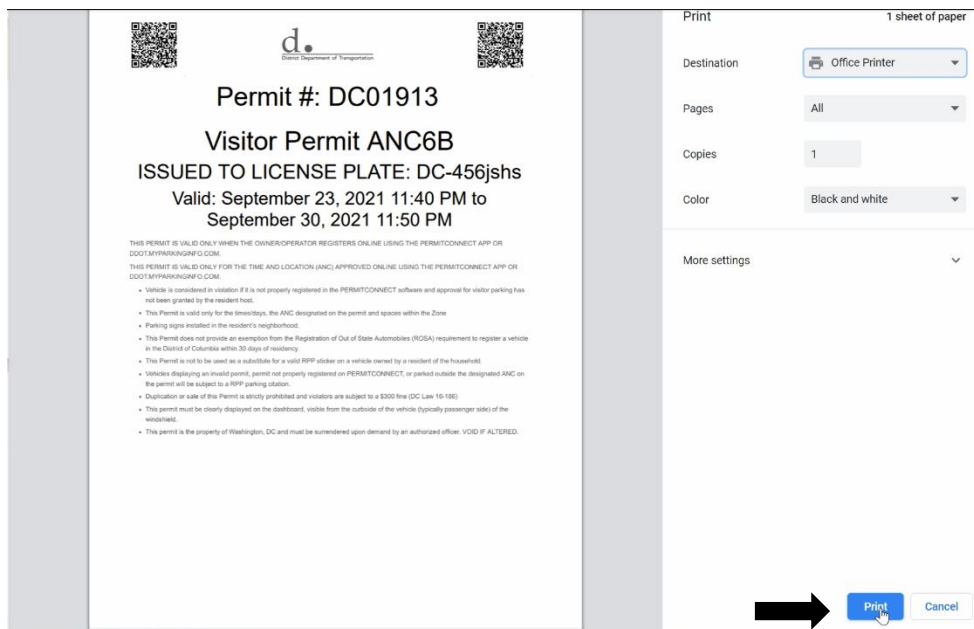 Print 1 sheet of paper
d.
District Department of Transportation
Destination Office Printer
Permit #: DC01913
Pages All
Visitor Permit ANC6B
Copies 1
ISSUED TO LICENSE PLATE: DC-456jshs
Valid: September 23, 2021 11:40 PM to
Color Black and white
September 30, 2021 11:50 PM
THIS PERMIT IS VALID ONLY WHEN THE OWNER/OPERATOR REGISTERS ONLINE USING THE PERMITCONNECT APP OR
DDOT.MYPARKINGINFO.COM.
More settings
THIS PERMIT IS VALID ONLY FOR THE TIME AND LOCATION (ANC) APPROVED ONLINE USING THE PERMITCONNECT APP OR
DDOT.MYPARKINGINFO.COM.
• Vehicle is considered in violation if it is not properly registered in the PERMITCONNECT software and approval for visitor parking has
not been granted by the resident host.
• This Permit is valid only for the times/days, the ANC designated on the permit and spaces within the Zone
• Parking signs installed in the resident's neighborhood.
• This Permit does not provide an exemption from the Registration of Out of State Automobiles (ROSA) requirement to register a vehicle
in the District of Columbia within 30 days of residency.
• This Permit is not to be used as a substitute for a valid RPP sticker on a vehicle owned by a resident of the household.
• Vehicles displaying an invalid permit, permit not properly registered on PERMITCONNECT, or parked outside the designated ANC on
the permit will be subject to a RPP parking citation.
• Duplication or sale of this Permit is strictly prohibited and violators are subject to a $300 fine (DC Law 16-186)
• This permit must be clearly displayed on the dashboard, visible from the curbside of the vehicle (typically passenger side) of the
windshield.
• This permit is the property of Washington, DC and must be surrendered upon demand by an authorized officer. VOID IF ALTERED.
Print Cancel